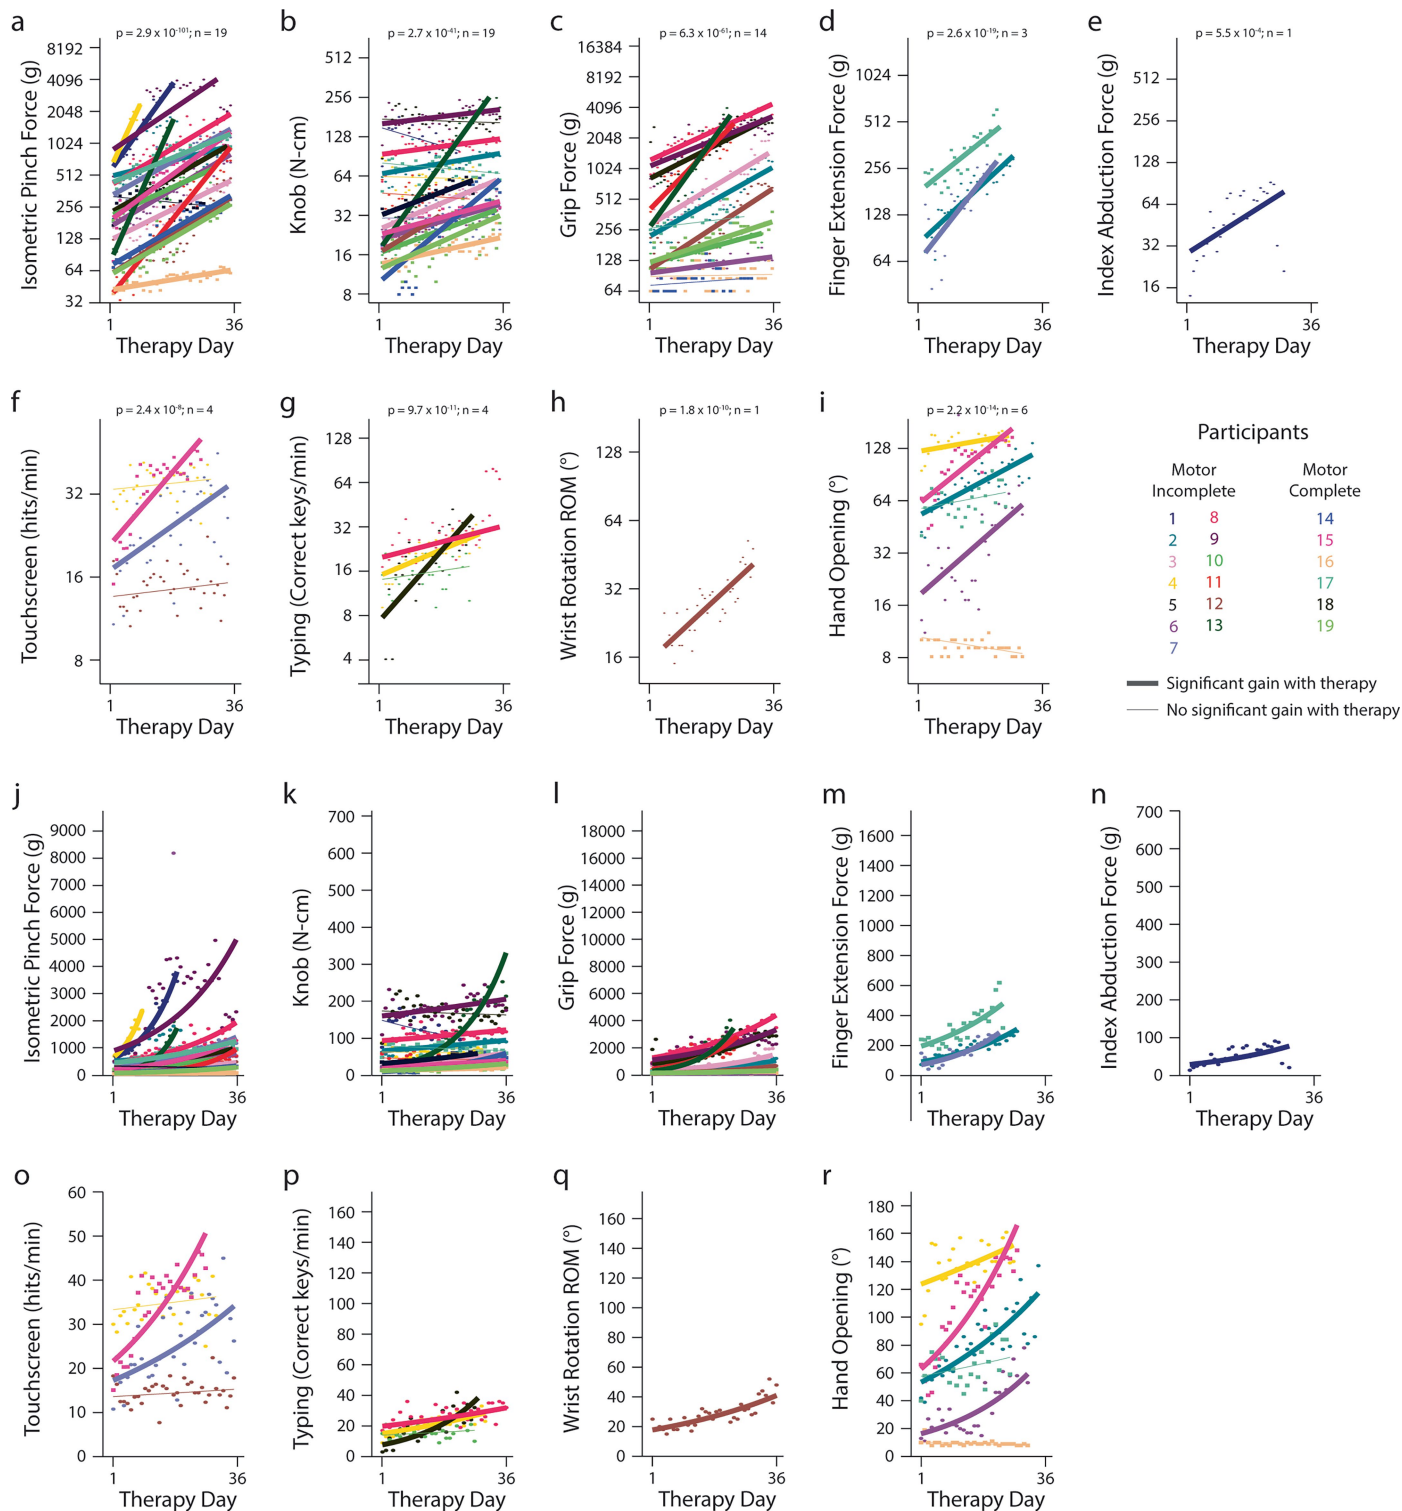 a
p = 2.9 x 10-101; n = 19
Isometric Pinch Force (g)
8192
4096
2048
1024
512
256
128
64
32
1
36
Therapy Day
b
p = 2.7 x 10-41; n = 19
Knob (N-cm)
512
256
128
64
32
16
8
1
36
Therapy Day
c
p = 6.3 x 10-61; n = 14
Grip Force (g)
16384
8192
4096
2048
1024
512
256
128
64
1
36
Therapy Day
d
p = 2.6 x 10-19; n = 3
Finger Extension Force (g)
1024
512
256
128
64
1
36
Therapy Day
e
p = 5.5 x 10-4; n = 1
Index Abduction Force (g)
512
256
128
64
32
16
1
36
Therapy Day
f
p = 2.4 x 10-8; n = 4
Touchscreen (hits/min)
32
16
8
1
36
Therapy Day
g
p = 9.7 x 10-11; n = 4
Typing (Correct keys/min)
128
64
32
16
8
4
1
36
Therapy Day
h
p = 1.8 x 10-10; n = 1
Wrist Rotation ROM (°)
128
64
32
16
1
36
Therapy Day
i
p = 2.2 x 10-14; n = 6
Hand Opening (°)
128
64
32
16
8
1
36
Therapy Day
Participants
Motor
Incomplete
Motor
Complete
1 8 14
2 9 15
3 10 16
4 11 17
5 12 18
6 13 19
7
Significant gain with therapy
No significant gain with therapy
j
Isometric Pinch Force (g)
9000
8000
7000
6000
5000
4000
3000
2000
1000
0
1
36
Therapy Day
k
Knob (N-cm)
700
600
500
400
300
200
100
0
1
36
Therapy Day
l
Grip Force (g)
18000
16000
14000
12000
10000
8000
6000
4000
2000
0
1
36
Therapy Day
m
Finger Extension Force (g)
1600
1400
1200
1000
800
600
400
200
0
1
36
Therapy Day
n
Index Abduction Force (g)
700
600
500
400
300
200
100
0
1
36
Therapy Day
o
Touchscreen (hits/min)
60
50
40
30
20
10
0
1
36
Therapy Day
p
Typing (Correct keys/min)
160
140
120
100
80
60
40
20
0
1
36
Therapy Day
q
Wrist Rotation ROM (°)
160
140
120
100
80
60
40
20
0
1
36
Therapy Day
r
Hand Opening (°)
180
160
140
120
100
80
60
40
20
0
1
36
Therapy Day